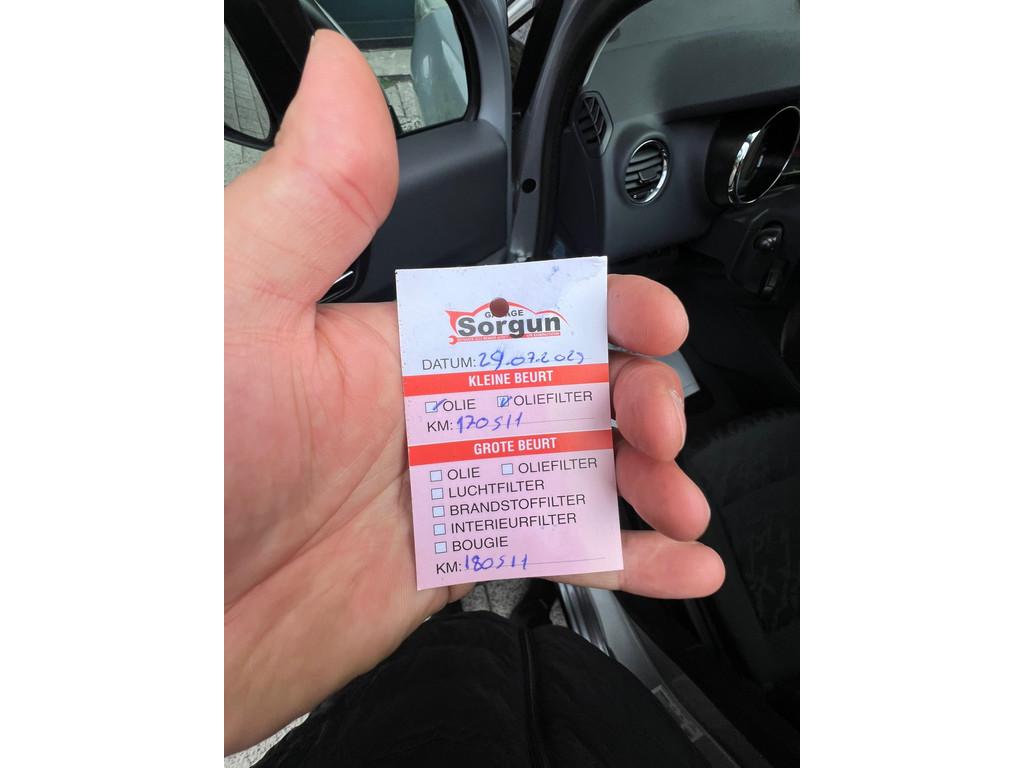 GARAGE
Sorgun
DATUM: 29.07.2023
KLEINE BEURT
OLIE OLIEFILTER
KM: 170511
GROTE BEURT
OLIE OLIEFILTER
LUCHTFILTER
BRANDSTOFFILTER
INTERIEURFILTER
BOUGIE
KM: 180511